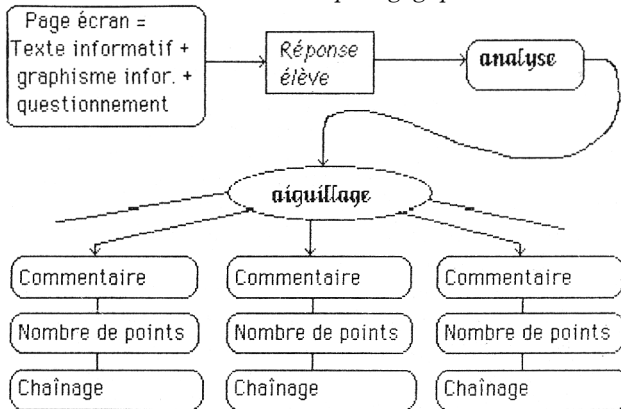 Page écran =
Texte informatif +
graphisme infor. +
questionnement
Réponse
élève
analyse
aiguillage
Commentaire
Commentaire
Commentaire
Nombre de points
Nombre de points
Nombre de points
Chaînage
Chaînage
Chaînage